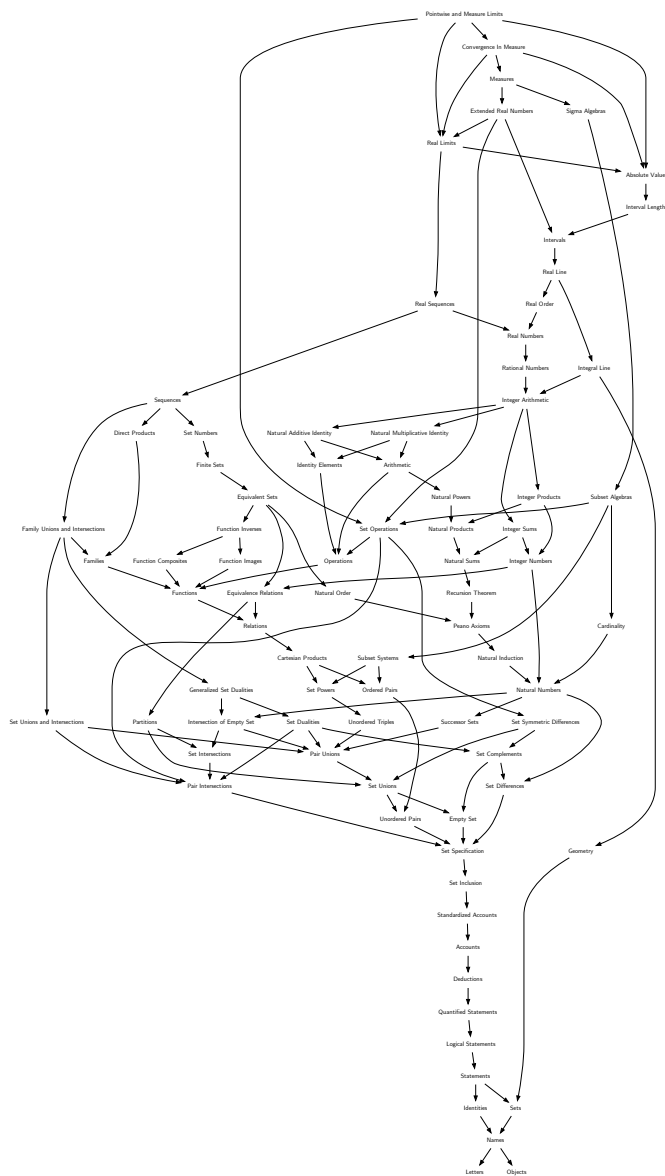 Pointwise and Measure Limits
Convergence In Measure
Measures
Extended Real Numbers
Sigma Algebras
Real Limits
Absolute Value
Interval Length
Intervals
Real Line
Real Sequences
Real Order
Real Numbers
Rational Numbers
Integral Line
Sequences
Integer Arithmetic
Direct Products
Set Numbers
Natural Additive Identity
Natural Multiplicative Identity
Finite Sets
Identity Elements
Arithmetic
Equivalent Sets
Natural Powers
Integer Products
Subset Algebras
Family Unions and Intersections
Function Inverses
Set Operations
Natural Products
Integer Sums
Families
Function Composites
Function Images
Operations
Natural Sums
Integer Numbers
Functions
Equivalence Relations
Natural Order
Recursion Theorem
Relations
Peano Axioms
Cardinality
Cartesian Products
Subset Systems
Natural Induction
Generalized Set Dualities
Set Powers
Ordered Pairs
Natural Numbers
Set Unions and Intersections
Partitions
Intersection of Empty Set
Set Dualities
Unordered Triples
Successor Sets
Set Symmetric Differences
Set Intersections
Pair Unions
Set Complements
Pair Intersections
Set Unions
Set Differences
Unordered Pairs
Empty Set
Set Specification
Geometry
Set Inclusion
Standardized Accounts
Accounts
Deductions
Quantified Statements
Logical Statements
Statements
Identities
Sets
Names
Letters
Objects